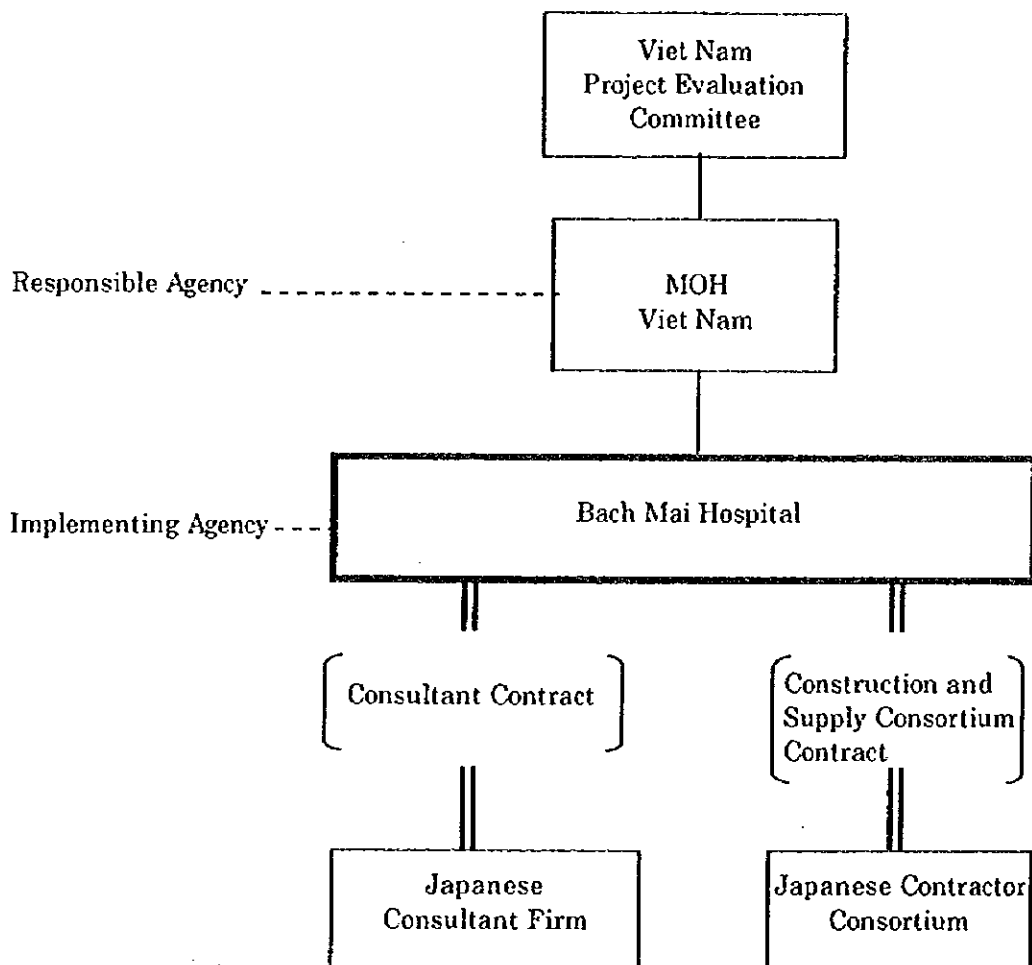 Viet Nam
Project Evaluation
Committee
Responsible Agency
MOH
Viet Nam
Implementing Agency
Bach Mai Hospital
Consultant Contract
Construction and
Supply Consortium
Contract
Japanese
Consultant Firm
Japanese Contractor
Consortium